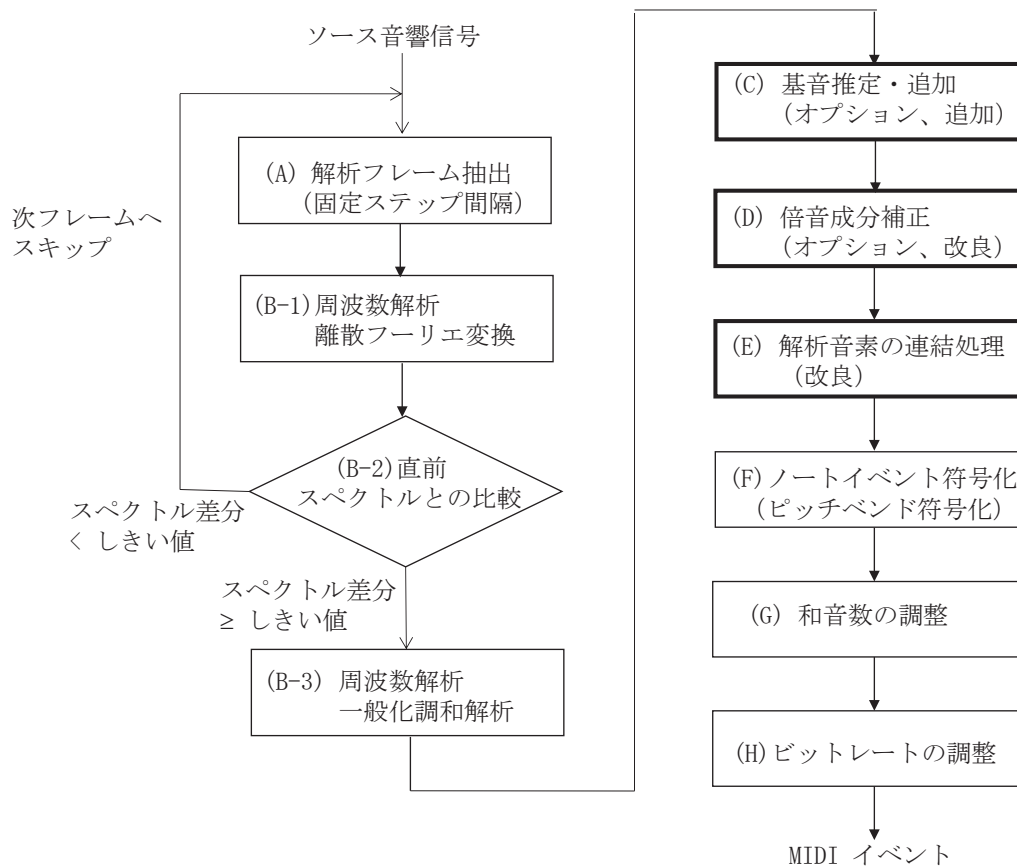 ソース音響信号
(A) 解析フレーム抽出
(固定ステップ間隔)
次フレームへ
スキップ
(B-1)周波数解析
離散フーリエ変換
(B-2)直前
スペクトルとの比較
スペクトル差分
< しきい値
スペクトル差分
≥ しきい値
(B-3) 周波数解析
一般化調和解析
(C) 基音推定・追加
(オプション、追加)
(D) 倍音成分補正
(オプション、改良)
(E) 解析音素の連結処理
(改良)
(F)ノートイベント符号化
(ピッチベンド符号化)
(G) 和音数の調整
(H)ビットレートの調整
MIDI イベント